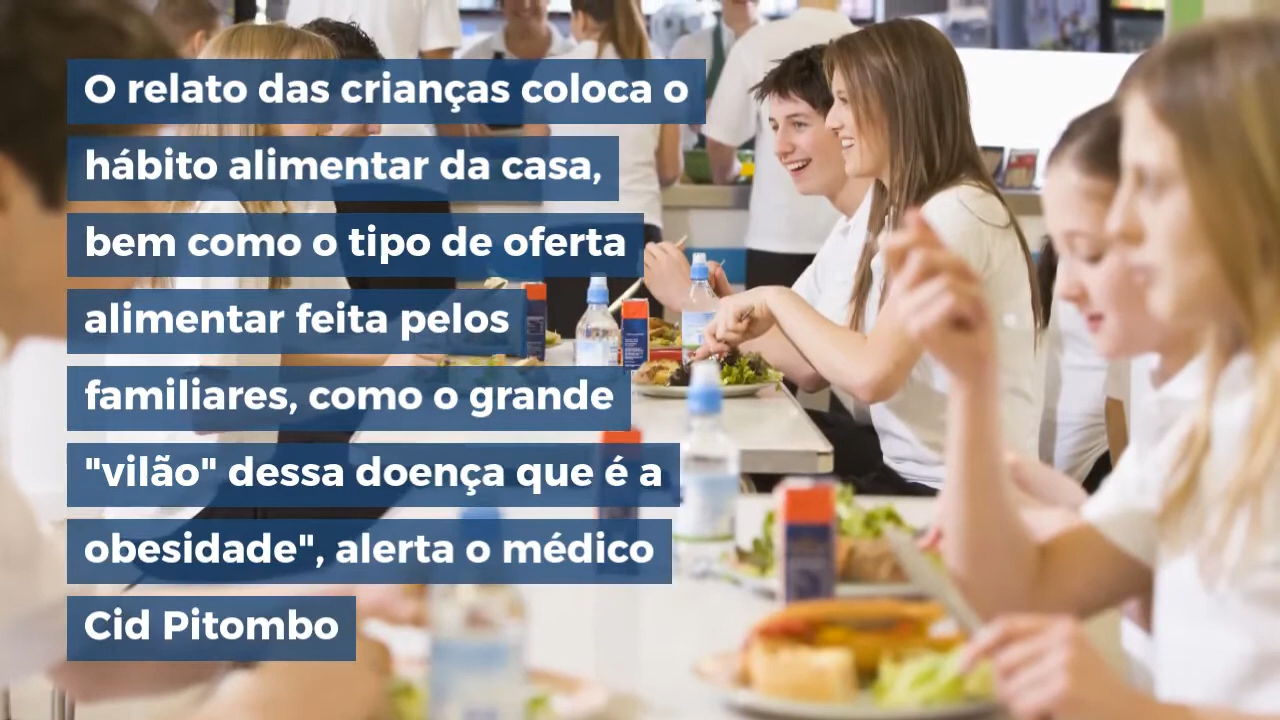 O relato das crianças coloca o
hábito alimentar da casa,
bem como o tipo de oferta
alimentar feita pelos
familiares, como o grande
"vilão" dessa doença que é a
obesidade", alerta o médico
Cid Pitombo